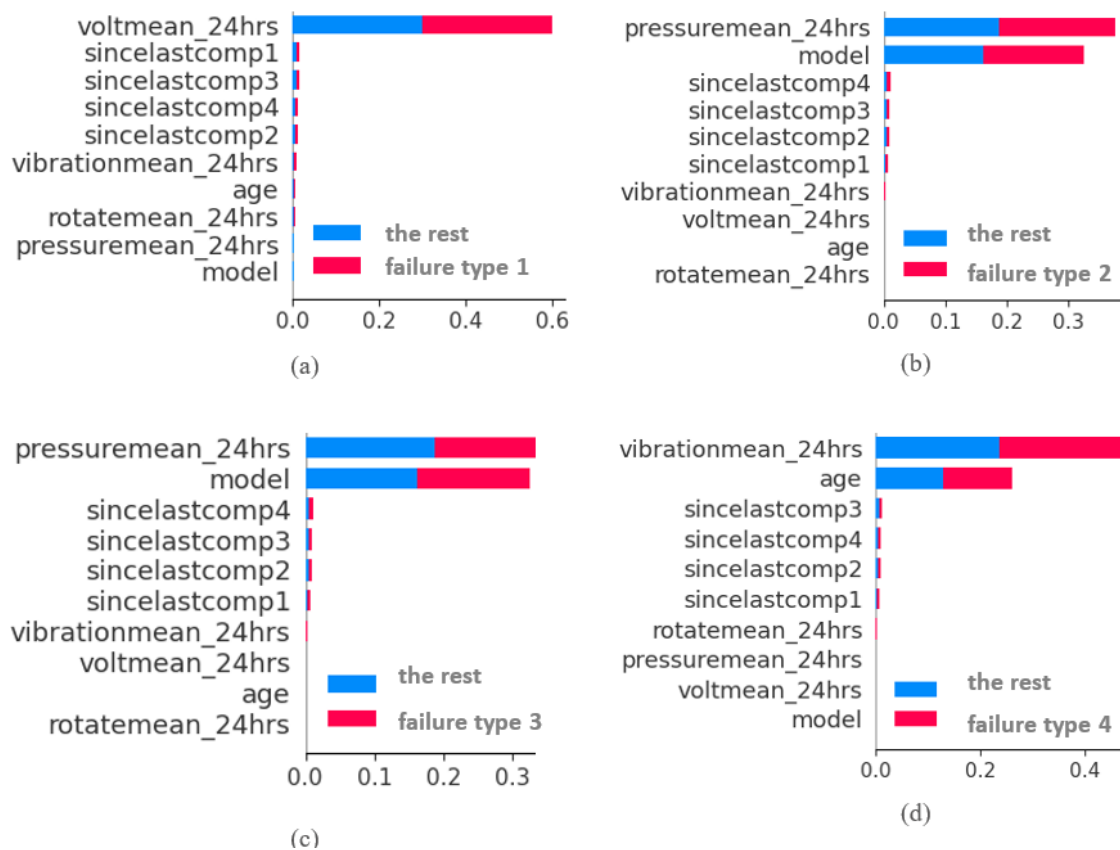 voltmean_24hrs
sincelastcomp1
sincelastcomp3
sincelastcomp4
sincelastcomp2
vibrationmean_24hrs
age
rotatemean_24hrs
pressuremean_24hrs
model
the rest
failure type 1
0.0 0.2 0.4 0.6
(a)
pressuremean_24hrs
model
sincelastcomp4
sincelastcomp3
sincelastcomp2
sincelastcomp1
vibrationmean_24hrs
voltmean_24hrs
age
rotatemean_24hrs
the rest
failure type 2
0.0 0.1 0.2 0.3
(b)
pressuremean_24hrs
model
sincelastcomp4
sincelastcomp3
sincelastcomp2
sincelastcomp1
vibrationmean_24hrs
voltmean_24hrs
age
rotatemean_24hrs
the rest
failure type 3
0.0 0.1 0.2 0.3
(c)
vibrationmean_24hrs
age
sincelastcomp3
sincelastcomp4
sincelastcomp2
sincelastcomp1
rotatemean_24hrs
pressuremean_24hrs
voltmean_24hrs
model
the rest
failure type 4
0.0 0.2 0.4
(d)